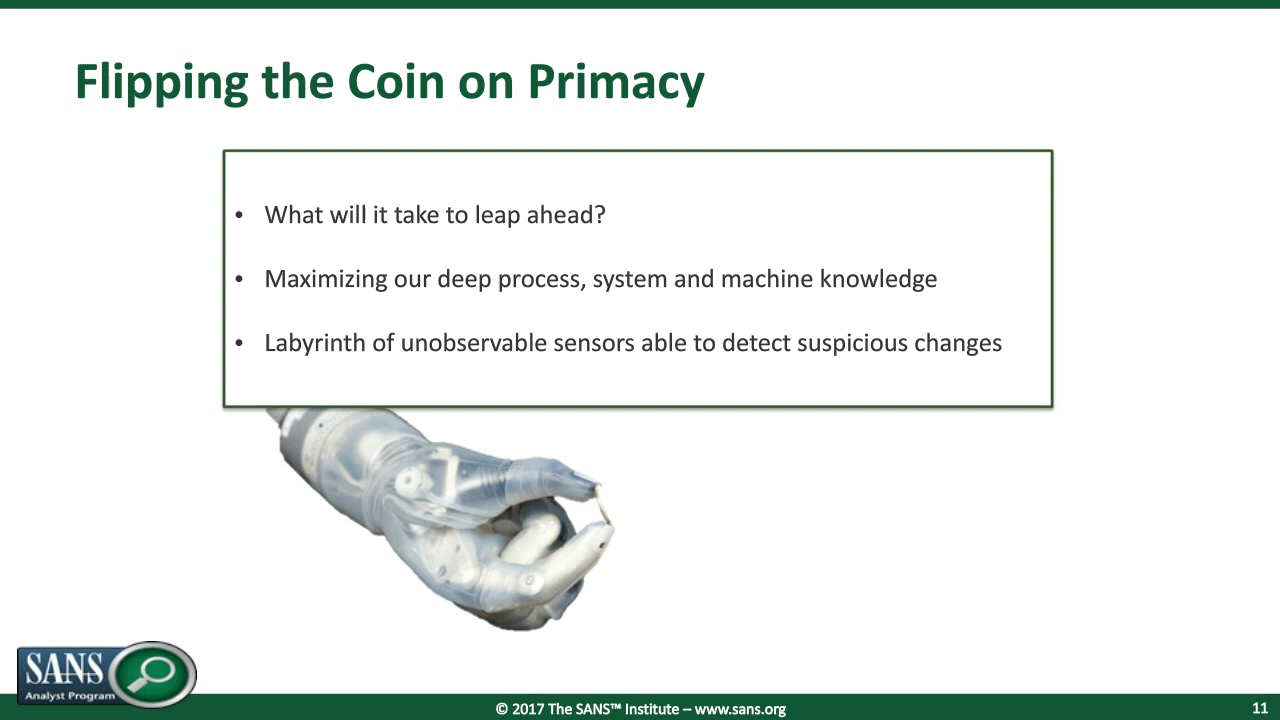 Flipping the Coin on Primacy
• What will it take to leap ahead?
• Maximizing our deep process, system and machine knowledge
• Labyrinth of unobservable sensors able to detect suspicious changes
SANS
Analyst Program
© 2017 The SANS™ Institute – www.sans.org
11